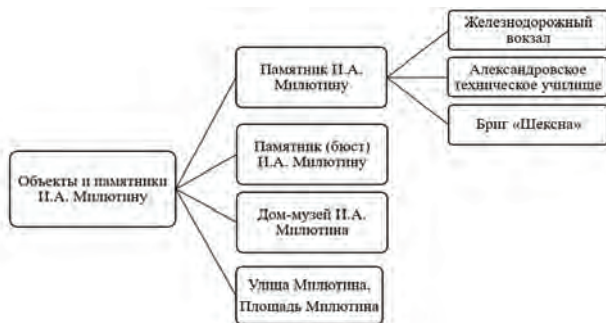 Железнодорожный
вокзал
Памятник И.А.
Милютину
Александровское
техническое училище
Бриг «Шексна»
Памятник (бюст)
И.А. Милютину
Объекты и памятники
И.А. Милютину
Дом-музей И.А.
Милютина
Улица Милютина,
Площадь Милютина